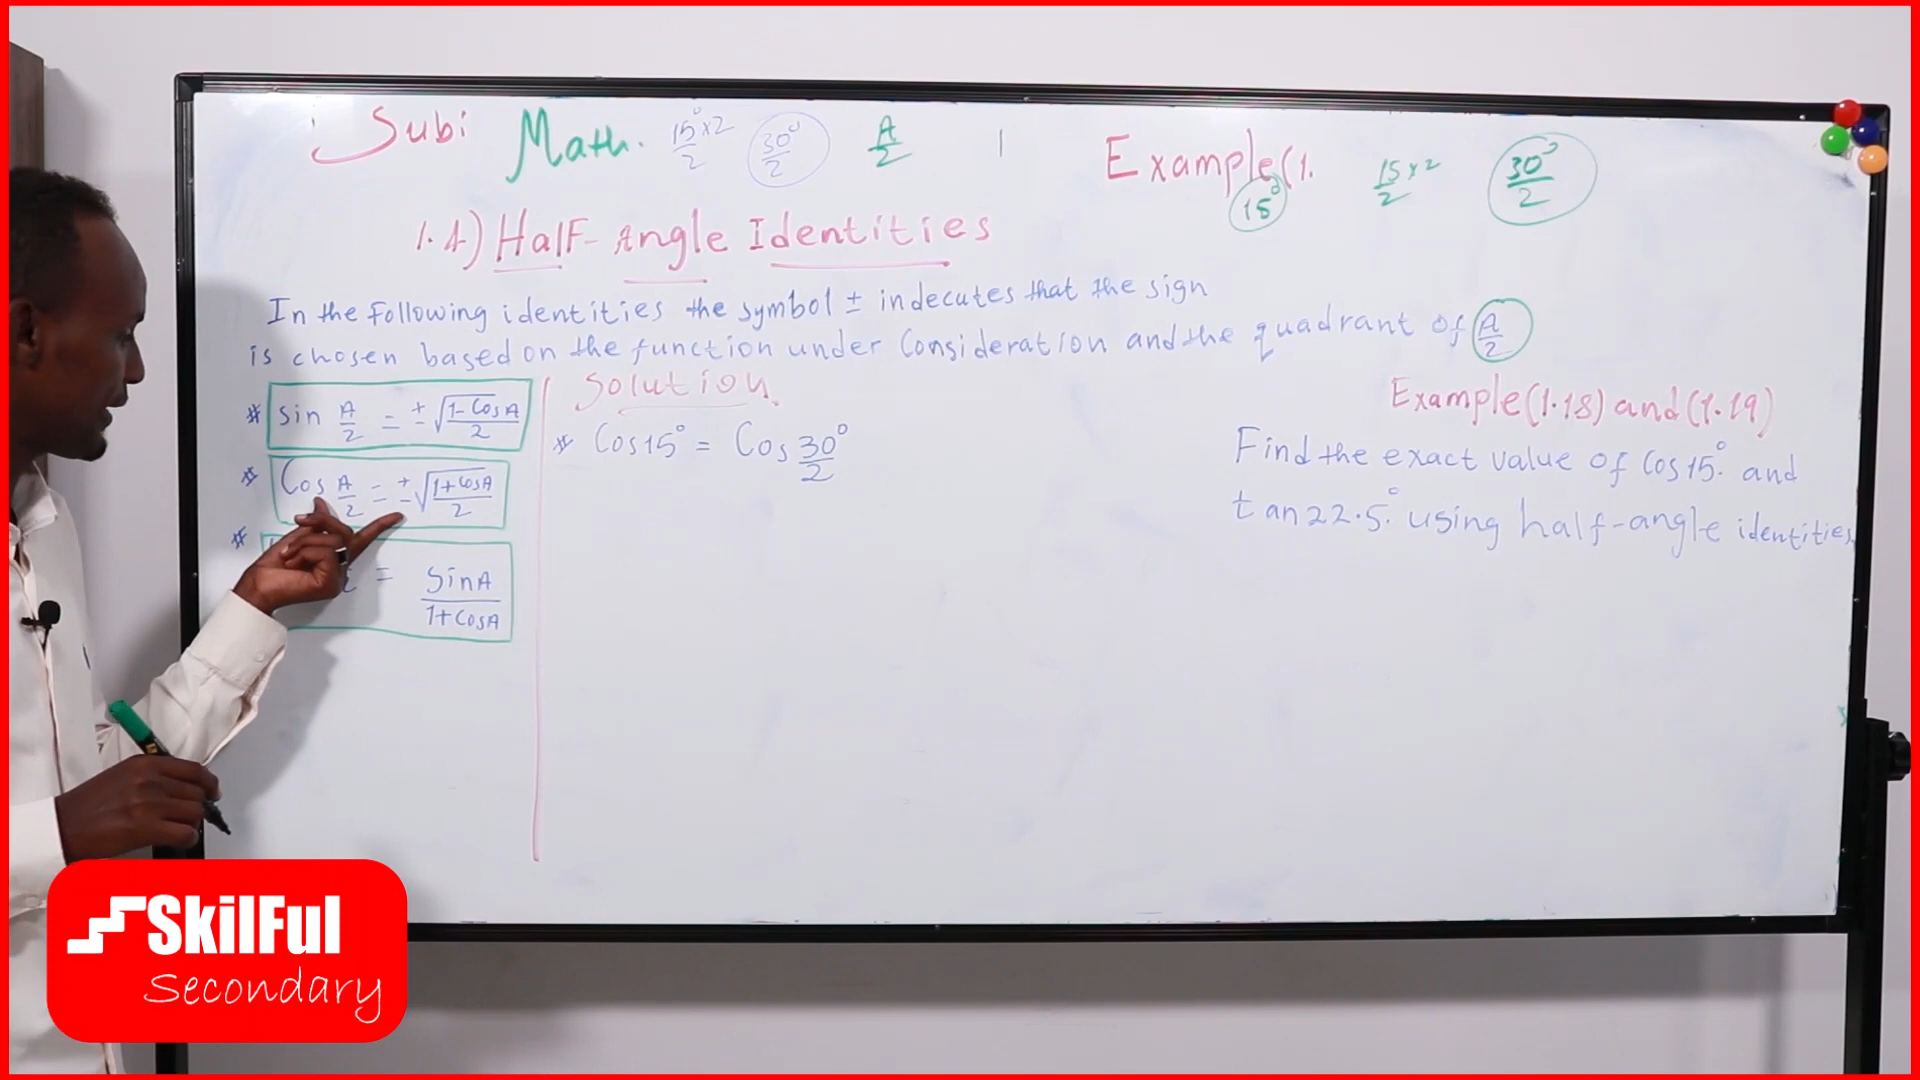 Subi Math. 15°×2/2 30°/2 A/2
1.4) Half-Angle Identities
In the following identities the symbol ± indecutes that the sign
is chosen based on the function under Consideration and the quadrant of A/2
* sin A/2 = ±√(1-CosA/2)
* Cos A/2 = ±√(1+CosA/2)
* = SinA/1+CosA
Solution
* Cos15° = Cos 30°/2
Example(1. 15×2/2 30°/2
15°
Example(1.18) and (1.19)
Find the exact value of Cos15° and
tan22.5° using half-angle identities.
SkilFul
Secondary